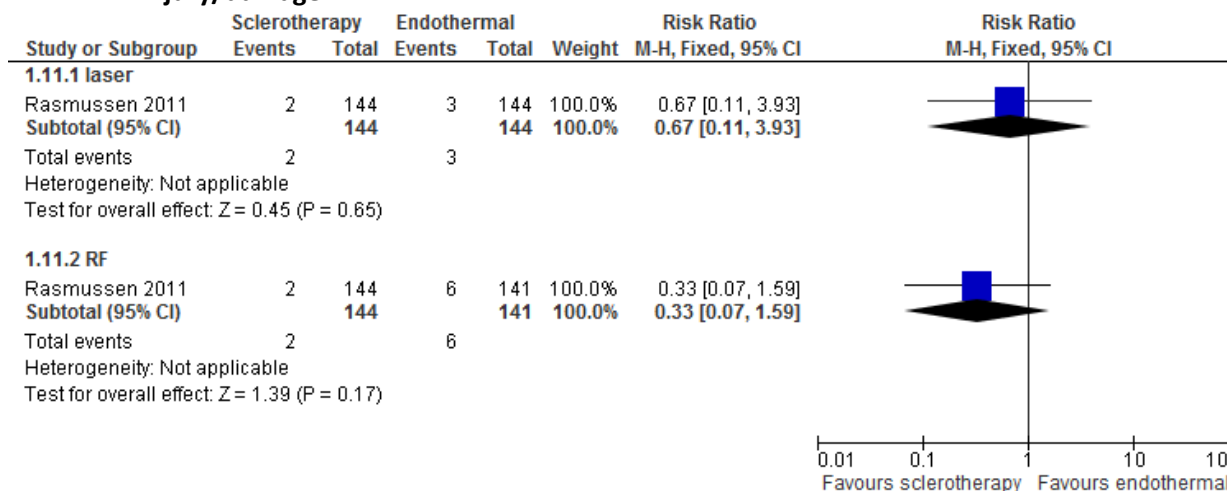 Sclerotherapy Endothermal Risk Ratio Risk Ratio
Study or Subgroup Events Total Events Total Weight M-H, Fixed, 95% CI M-H, Fixed, 95% CI
1.11.1 laser
Rasmussen 2011 2 144 3 144 100.0% 0.67 [0.11, 3.93]
Subtotal (95% CI) 144 144 100.0% 0.67 [0.11, 3.93]
Total events 2 3
Heterogeneity: Not applicable
Test for overall effect: Z = 0.45 (P = 0.65)
1.11.2 RF
Rasmussen 2011 2 144 6 141 100.0% 0.33 [0.07, 1.59]
Subtotal (95% CI) 144 141 100.0% 0.33 [0.07, 1.59]
Total events 2 6
Heterogeneity: Not applicable
Test for overall effect: Z = 1.39 (P = 0.17)
0.01 0.1 1 10
Favours sclerotherapy Favours endothermal